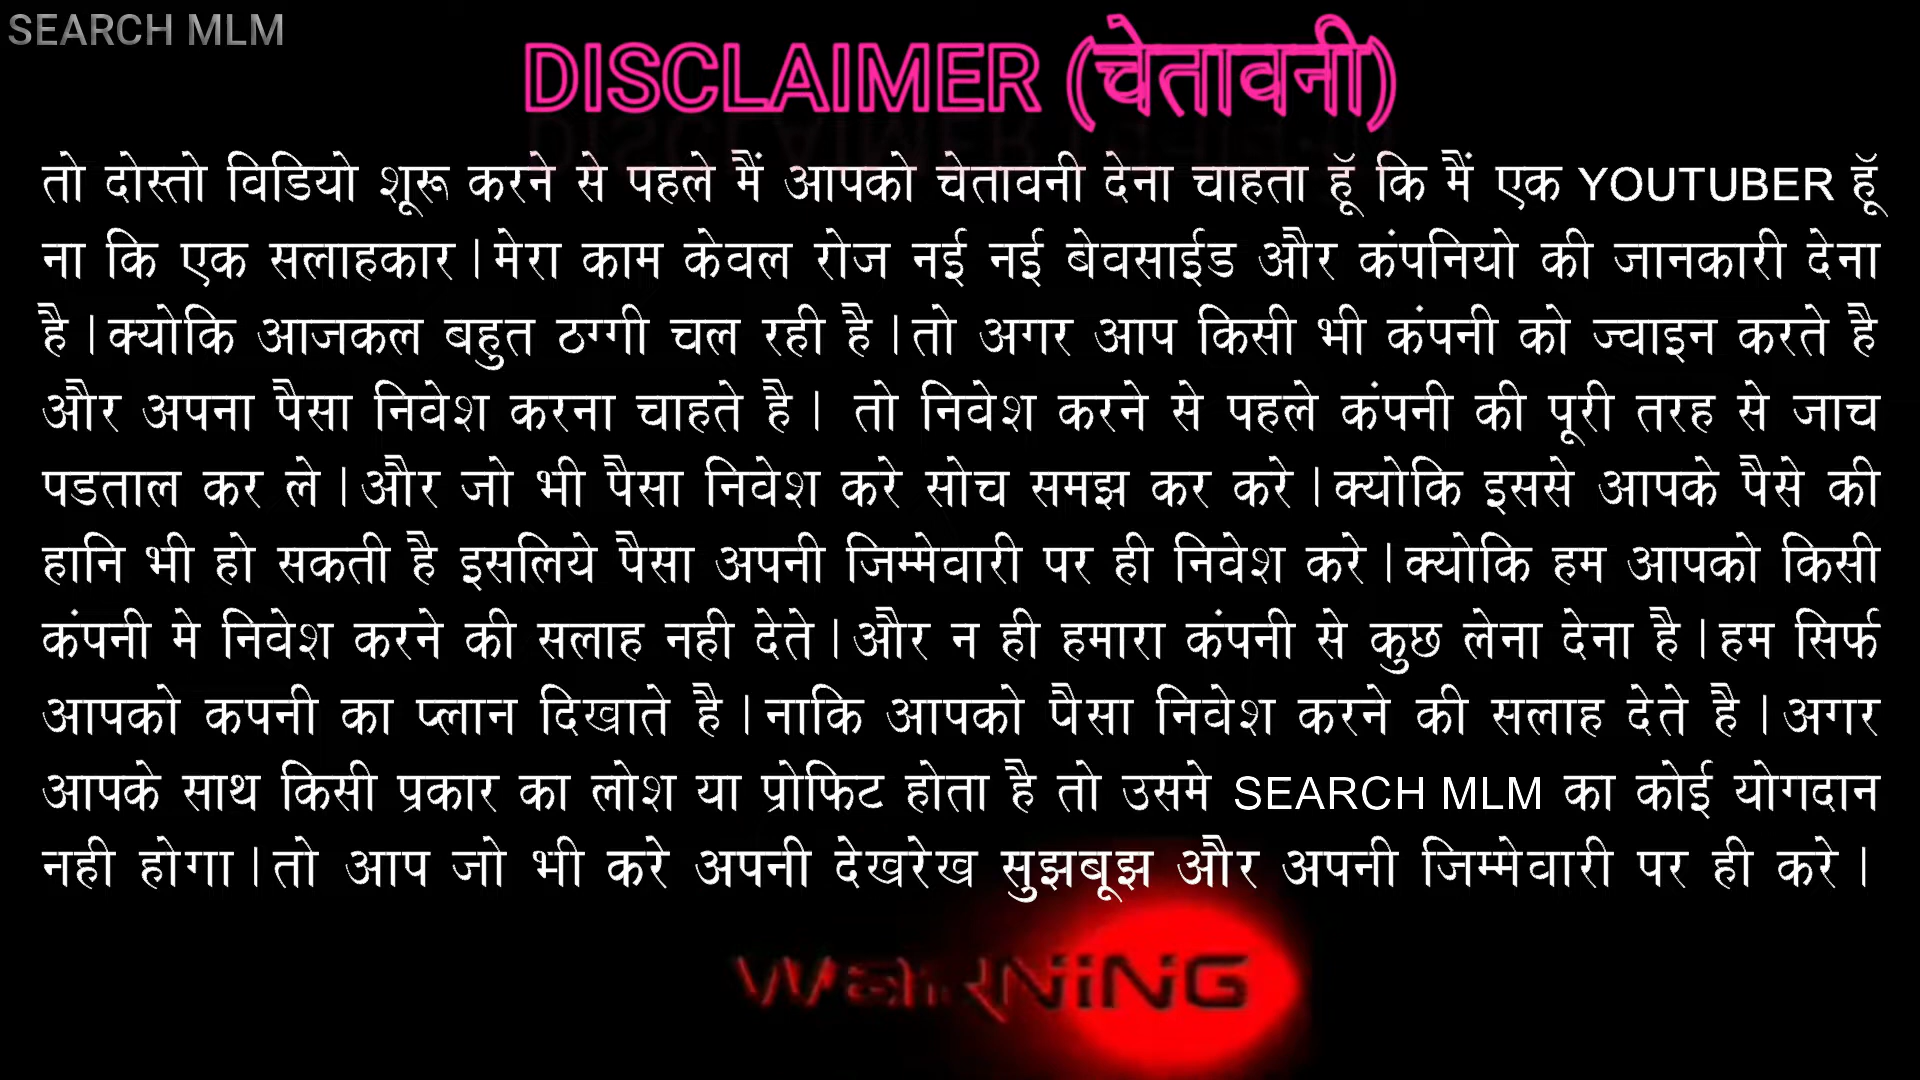 SEARCH MLM
DISCLAIMER (चेतावनी)
तो दोस्तो विडियो शूरू करने से पहले मैं आपको चेतावनी देना चाहता हूॅ कि मैं एक YOUTUBER हूॅ
ना कि एक सलाहकार।मेरा काम केवल रोज नई नई बेवसाईड और कंपनियो की जानकारी देना
है।क्योकि आजकल बहुत ठग्गी चल रही है।तो अगर आप किसी भी कंपनी को ज्वाइन करते है
और अपना पैसा निवेश करना चाहते है। तो निवेश करने से पहले कंपनी की पूरी तरह से जाच
पडताल कर ले।और जो भी पैसा निवेश करे सोच समझ कर करे।क्योकि इससे आपके पैसे की
हानि भी हो सकती है इसलिये पैसा अपनी जिम्मेवारी पर ही निवेश करे।क्योकि हम आपको किसी
कंपनी मे निवेश करने की सलाह नही देते।और न ही हमारा कंपनी से कुछ लेना देना है।हम सिर्फ
आपको कपनी का प्लान दिखाते है।नाकि आपको पैसा निवेश करने की सलाह देते है।अगर
आपके साथ किसी प्रकार का लोश या प्रोफिट होता है तो उसमे SEARCH MLM का कोई योगदान
नही होगा।तो आप जो भी करे अपनी देखरेख सुझबूझ और अपनी जिम्मेवारी पर ही करे।
WARNiNG